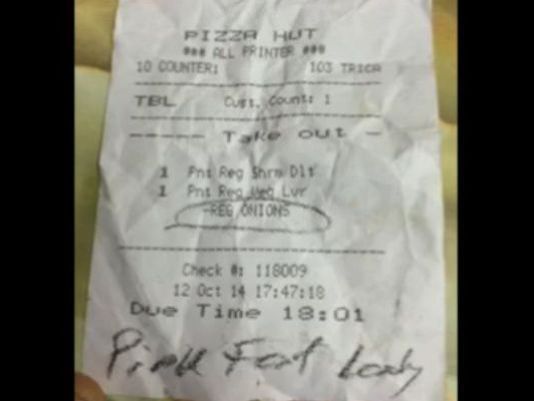 PIZZA HUT
### ALL PRINTER ###
10 COUNTER1 103 TRICA
TBL Cust. Count: 1
----- Take out -
1 Pnt Reg Shrm Dlt
1 Pnt Reg Veg Lvr
-REG ONIONS
Check #: 118009
12 Oct 14 17:47:18
Due Time 18:01
Pink Fat Lady